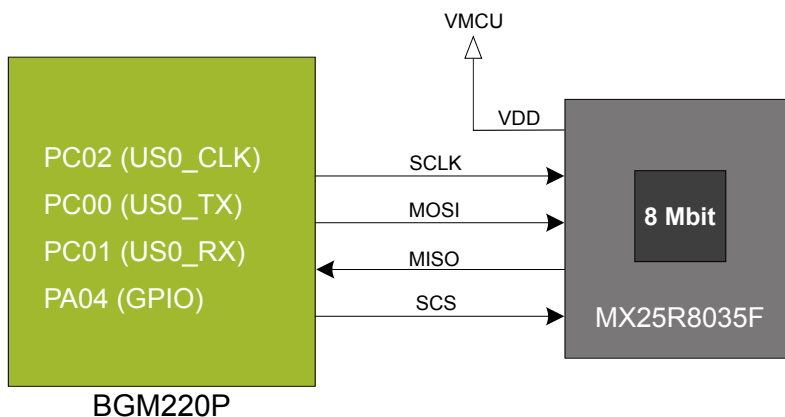 VMCU
VDD
PC02 (US0_CLK)
SCLK
PC00 (US0_TX)
MOSI
8 Mbit
PC01 (US0_RX)
MISO
PA04 (GPIO)
SCS
MX25R8035F
BGM220P